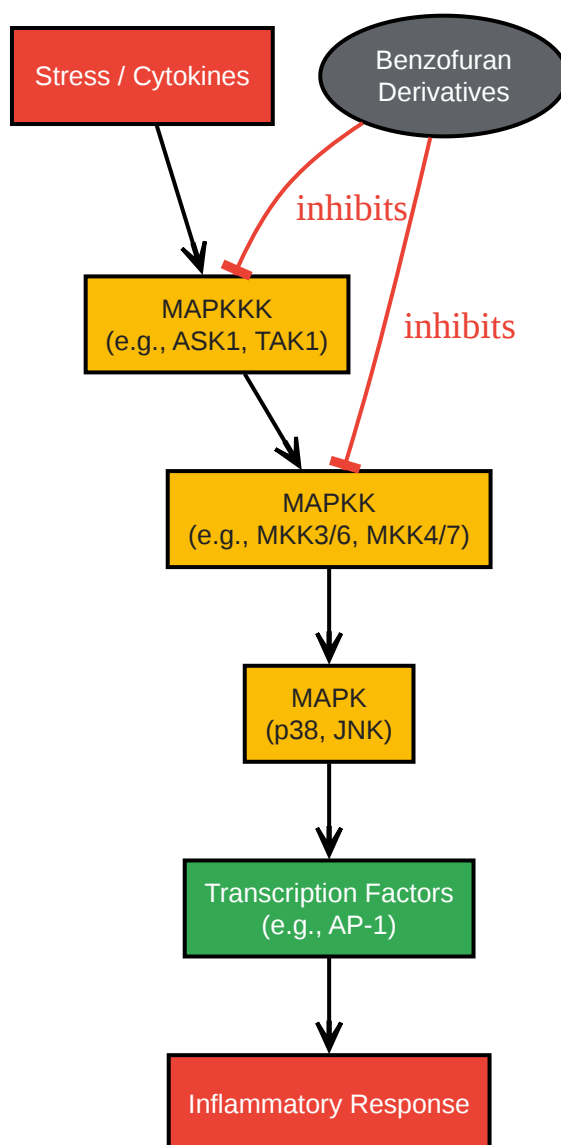 Stress / Cytokines
Benzofuran
Derivatives
inhibits
MAPKKK
(e.g., ASK1, TAK1)
inhibits
MAPKK
(e.g., MKK3/6, MKK4/7)
MAPK
(p38, JNK)
Transcription Factors
(e.g., AP-1)
Inflammatory Response